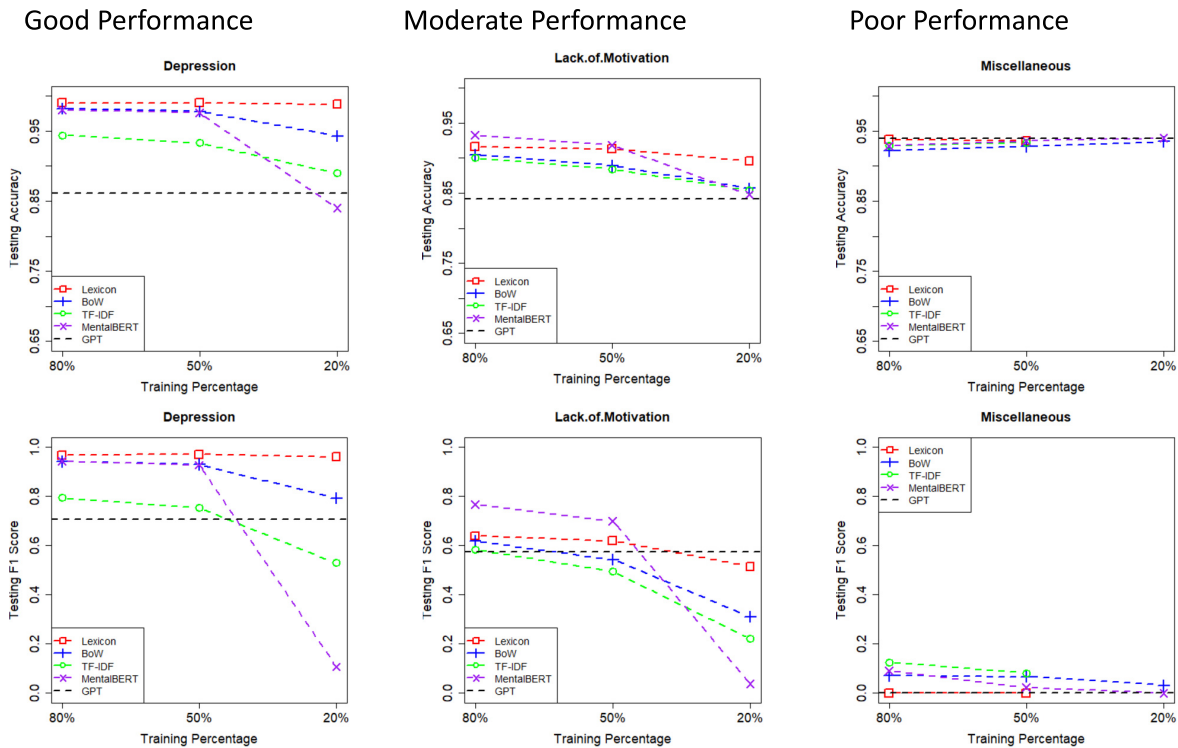 Good Performance
Moderate Performance
Poor Performance
Depression
Testing Accuracy
0.95
0.85
0.75
0.65
Lexicon
BoW
TF-IDF
MentalBERT
GPT
80%
50%
20%
Training Percentage
Lack.of.Motivation
Testing Accuracy
0.95
0.85
0.75
0.65
Lexicon
BoW
TF-IDF
MentalBERT
GPT
80%
50%
20%
Training Percentage
Miscellaneous
Testing Accuracy
0.95
0.85
0.75
0.65
Lexicon
BoW
TF-IDF
MentalBERT
GPT
80%
50%
20%
Training Percentage
Depression
Testing F1 Score
1.0
0.8
0.6
0.4
0.2
0.0
Lexicon
BoW
TF-IDF
MentalBERT
GPT
80%
50%
20%
Training Percentage
Lack.of.Motivation
Testing F1 Score
1.0
0.8
0.6
0.4
0.2
0.0
Lexicon
BoW
TF-IDF
MentalBERT
GPT
80%
50%
20%
Training Percentage
Miscellaneous
Testing F1 Score
1.0
0.8
0.6
0.4
0.2
0.0
Lexicon
BoW
TF-IDF
MentalBERT
GPT
80%
50%
20%
Training Percentage